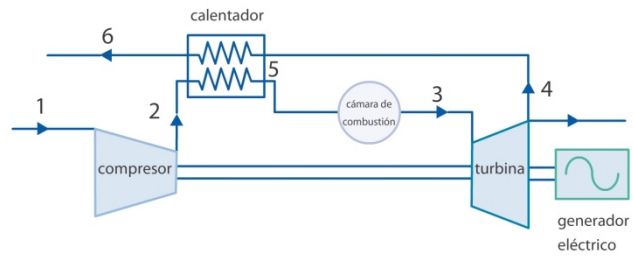 calentador
6
5
1
2
cámara de
combustión
3
4
compresor
turbina
generador
eléctrico